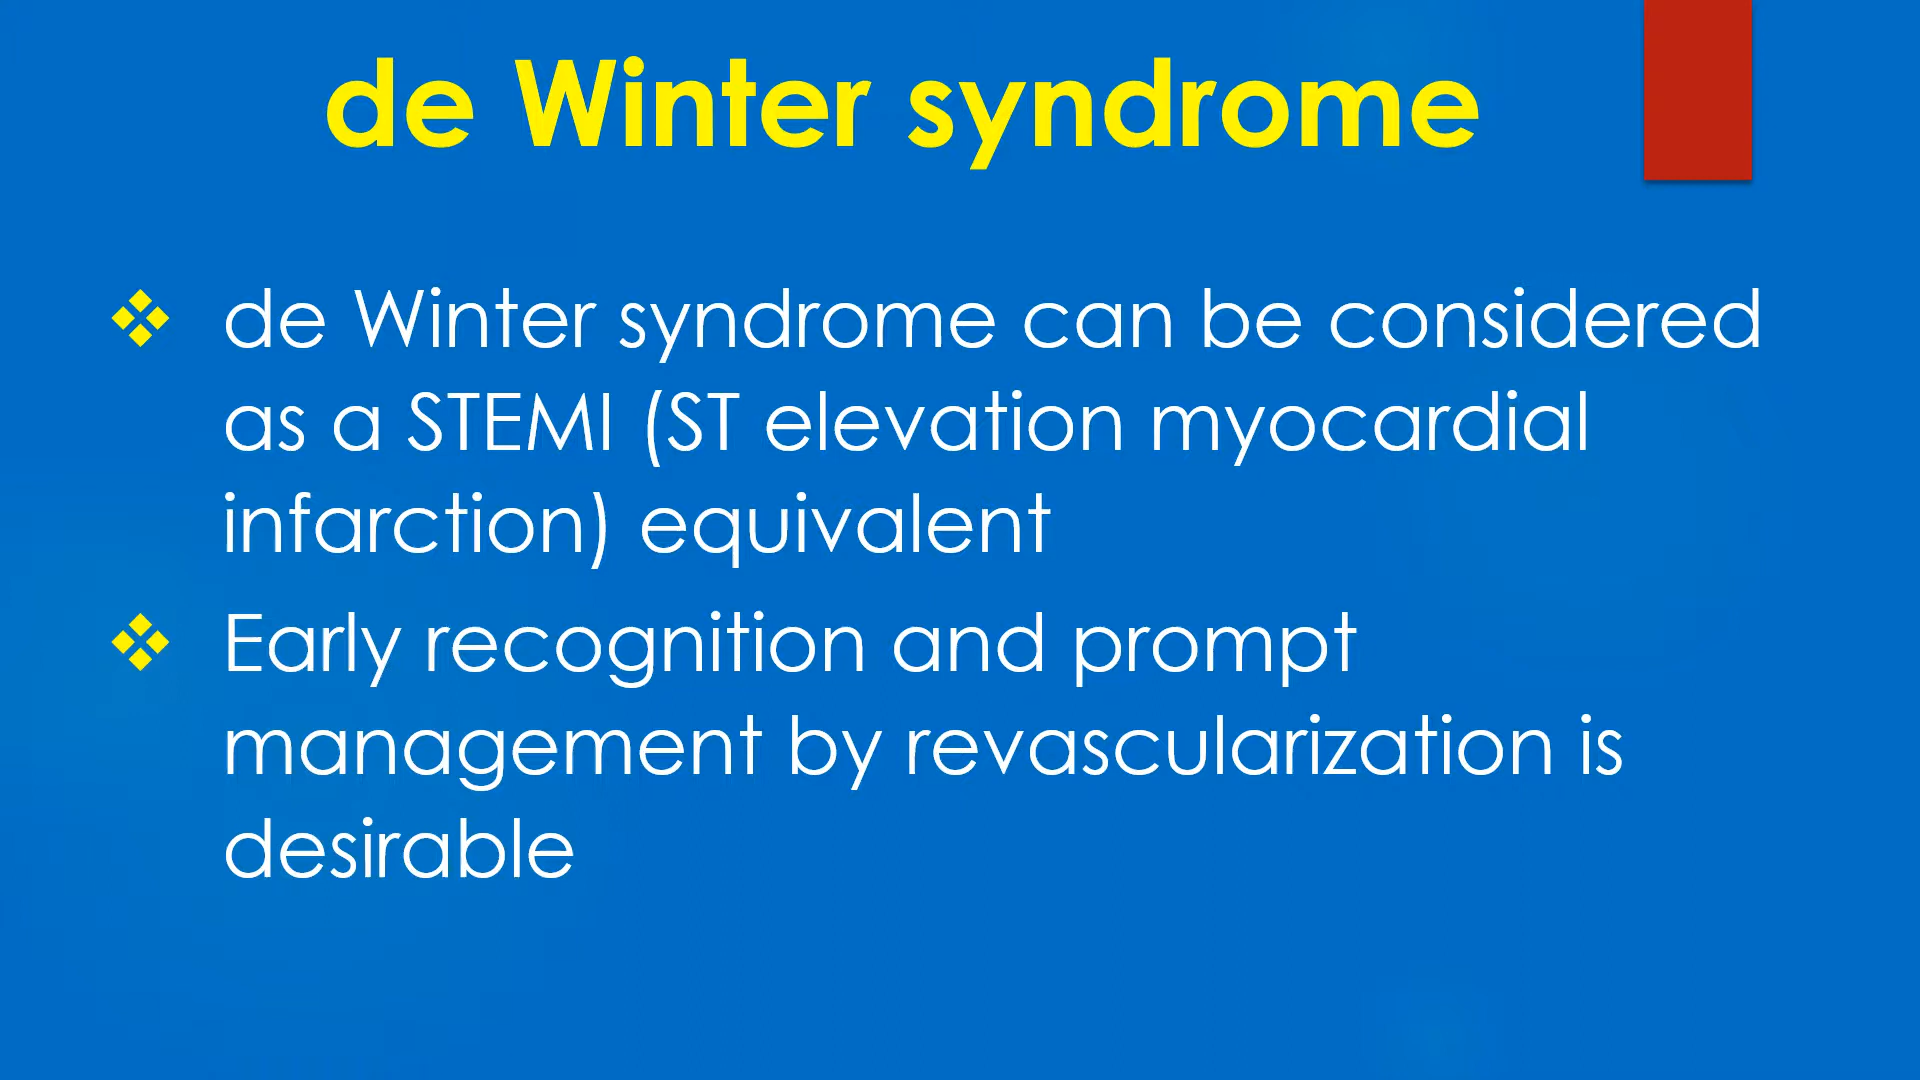 de Winter syndrome
de Winter syndrome can be considered
as a STEMI (ST elevation myocardial
infarction) equivalent
Early recognition and prompt
management by revascularization is
desirable